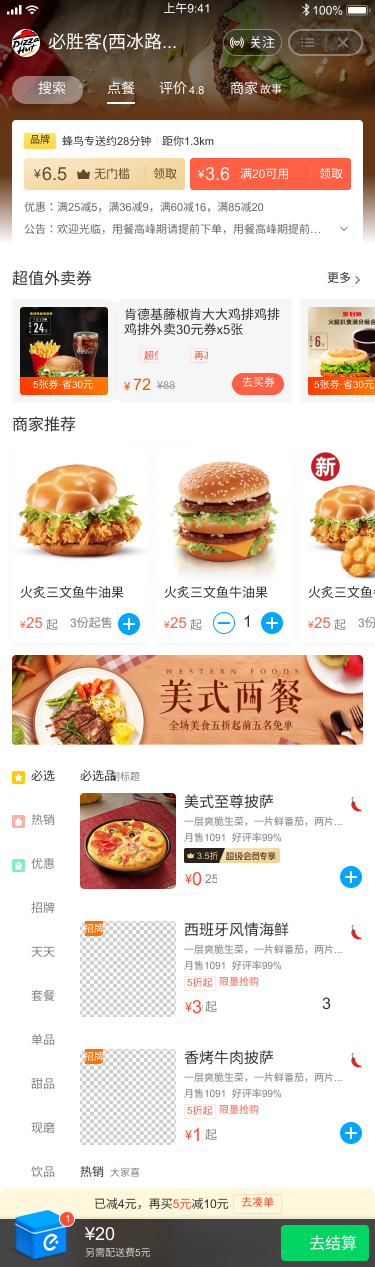 上午9:41
100%
必胜客(西冰路...
关注
搜索
点餐
评价4.8
商家故事
品牌
蜂鸟专送约28分钟
距你1.3km
¥6.5
无门槛
领取
¥3.6
满20可用
领取
优惠：满25减5，满36减9，满60减16，满85减20
公告：欢迎光临，用餐高峰期请提前下单，用餐高峰期提前...
超值外卖券
更多
24元
5张券·省30元
肯德基藤椒肯大大鸡排鸡排
鸡排外卖30元券x5张
¥72
¥88
去买券
6元
5张券·省30元
商家推荐
新
火炙三文鱼牛油果
¥25 起
3份起售
火炙三文鱼牛油果
¥25 起
1
火炙三文鱼
¥25 起
WESTERN FOODS
美式西餐
全场美食五折起前五名免单
必选
热销
优惠
招牌
天天
套餐
单品
甜品
现磨
饮品
必选品
美式至尊披萨
一层爽脆生菜，一片鲜番茄，两片...
月售1091 好评率99%
3.5折
超级会员专享
¥0
招牌
西班牙风情海鲜
一层爽脆生菜，一片鲜番茄，两片...
月售1091 好评率99%
5折起
限量抢购
¥3 起
3
招牌
香烤牛肉披萨
一层爽脆生菜，一片鲜番茄，两片...
月售1091 好评率99%
5折起
限量抢购
¥1 起
热销
大家喜
已减4元，再买5元减10元
去凑单
1
¥20
另需配送费5元
去结算